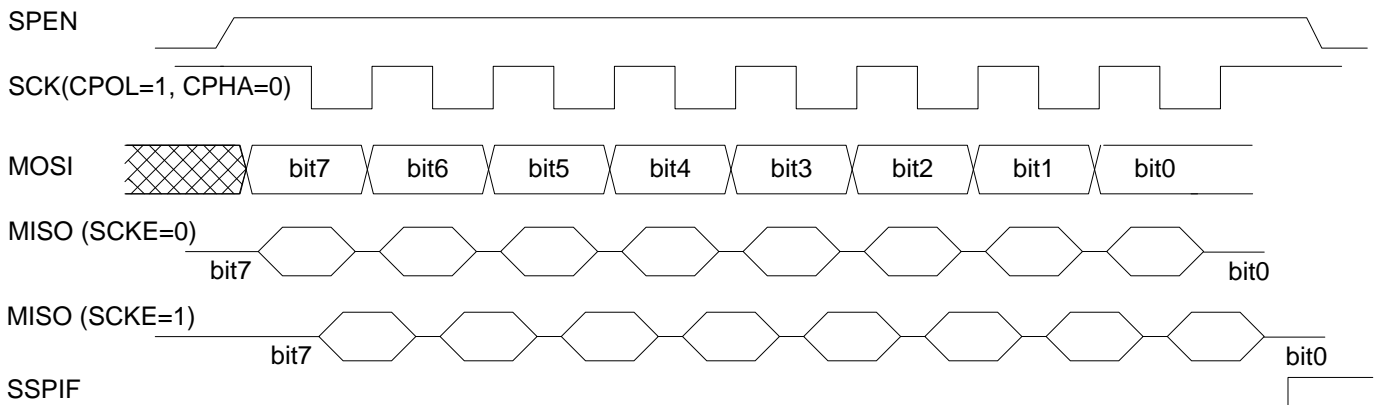 SPEN
SCK(CPOL=1, CPHA=0)
MOSI bit7 bit6 bit5 bit4 bit3 bit2 bit1 bit0
MISO (SCKE=0)
bit7 bit0
MISO (SCKE=1)
bit7 bit0
SSPIF